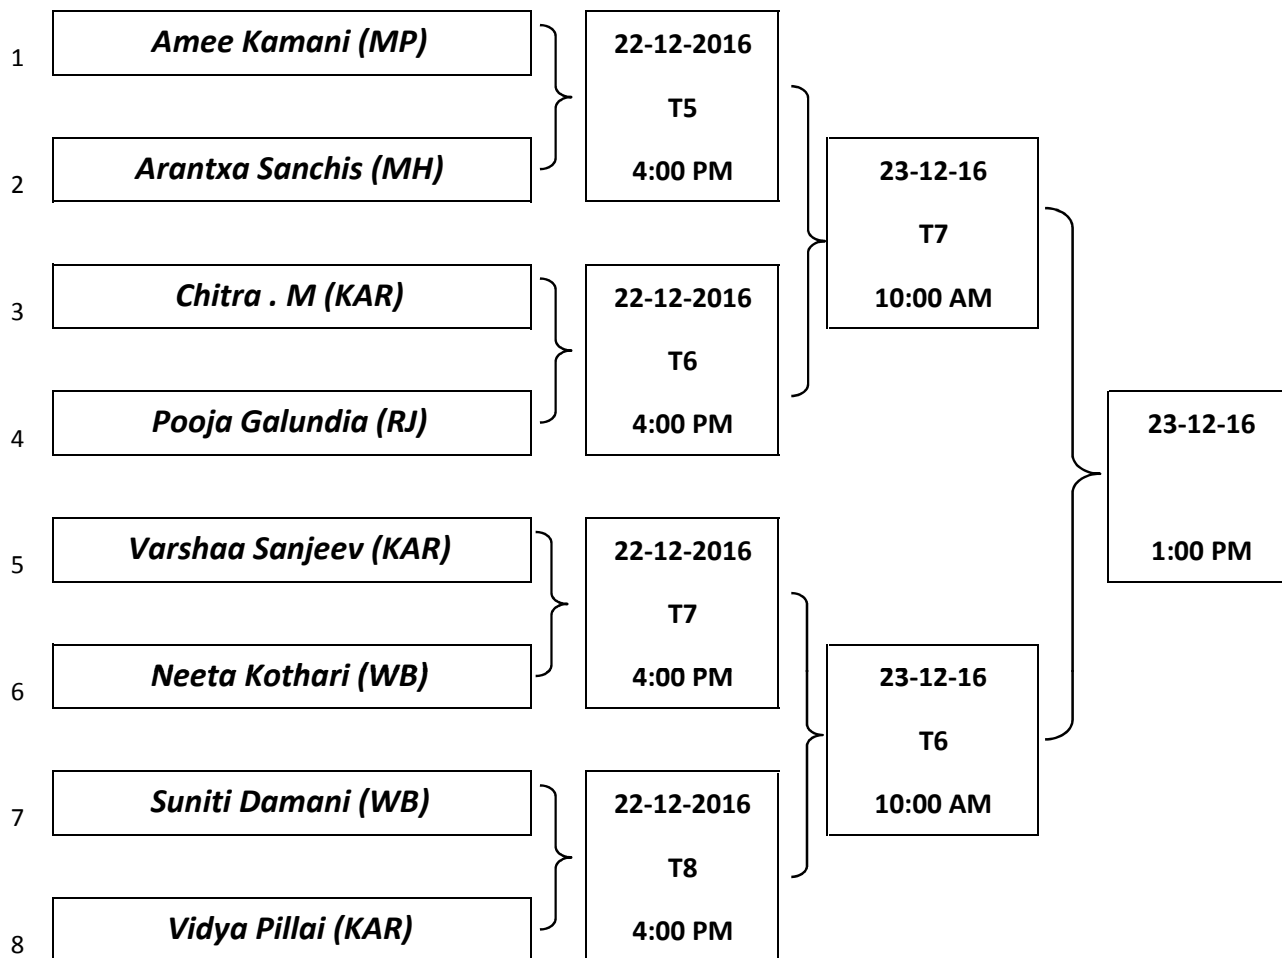 1
Amee Kamani (MP)
22-12-2016
T5
2
Arantxa Sanchis (MH)
4:00 PM
23-12-16
T7
3
Chitra . M (KAR)
22-12-2016
10:00 AM
T6
4
Pooja Galundia (RJ)
4:00 PM
23-12-16
5
Varshaa Sanjeev (KAR)
22-12-2016
1:00 PM
T7
6
Neeta Kothari (WB)
4:00 PM
23-12-16
T6
7
Suniti Damani (WB)
22-12-2016
10:00 AM
T8
8
Vidya Pillai (KAR)
4:00 PM